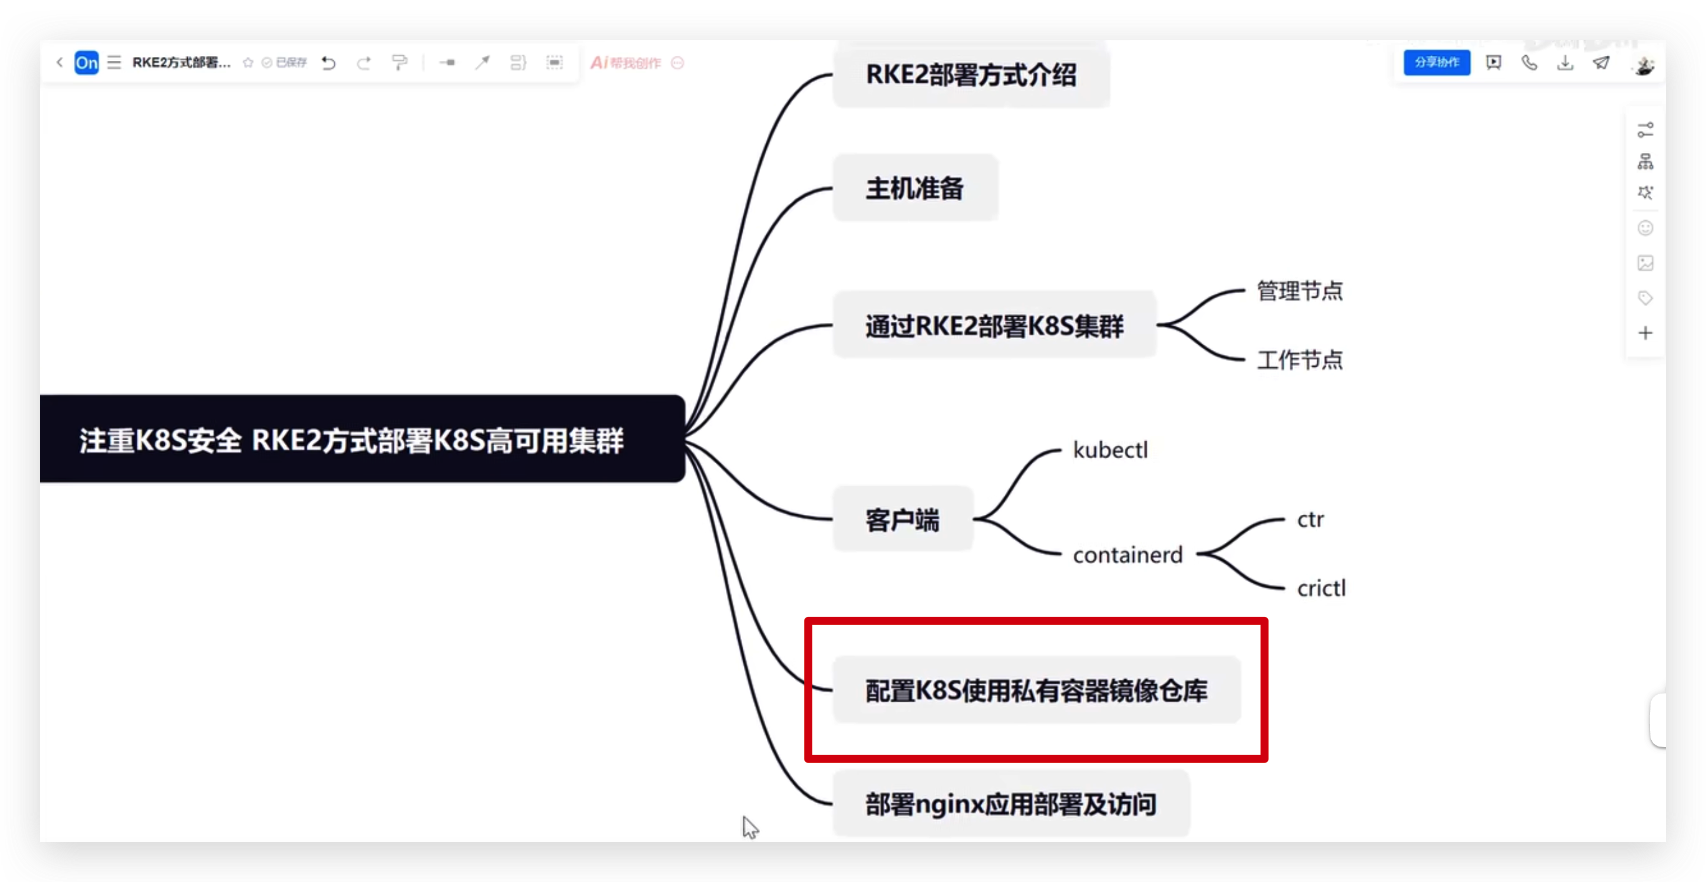 On RKE2方式部署... 已保存 Ai帮我创作 分享协作
RKE2部署方式介绍
主机准备
通过RKE2部署K8S集群
管理节点
工作节点
注重K8S安全 RKE2方式部署K8S高可用集群
客户端
kubectl
containerd
ctr
crictl
配置K8S使用私有容器镜像仓库
部署nginx应用部署及访问